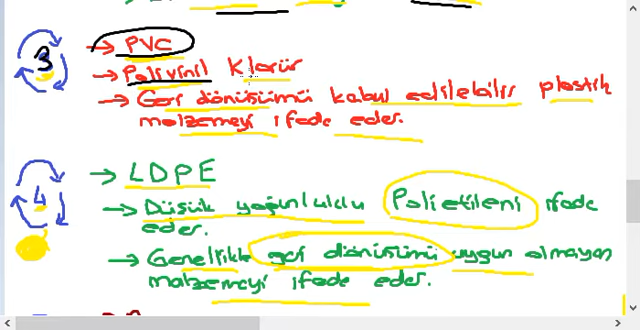 3 → PVC
→ Polivinil Klorür
→ Geri dönüşümü kabul edilebilir plastik
malzemeyi ifade eder.
4 → LDPE
→ Düşük yoğunluklu Polietileni ifade
eder.
→ Genellikle geri dönüşümü uygun olmayan
malzemeyi ifade eder.